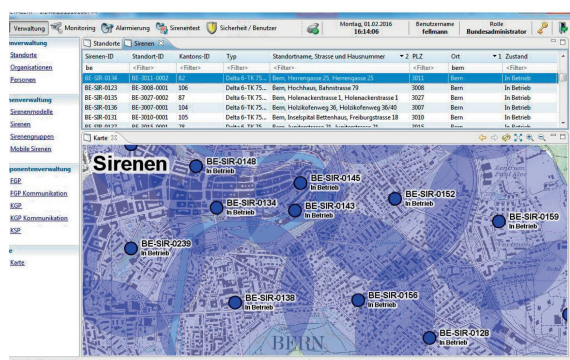 Verwaltung Monitoring Alarmierung Sirenentest Sicherheit / Benutzer
Montag, 01.02.2016
16:14:06
Benutzername
fellmann
Rolle
Bundesadministrator
Standorte
Organisationen
Personen
Sirenenmodelle
Sirenen
Sirenengruppen
Mobile Sirenen
FGP
FGP Kommunikation
KGP
KGP Kommunikation
KSP
Karte
Standorte Sirenen
Sirenen-ID Standort-ID Kantons-ID Typ Standortname, Strasse und Hausnummer 2 PLZ Ort 1 Zustand
be <Filter> <Filter> <Filter> <Filter> <Filter> bern <Filter>
BE-SIR-0134 BE-3011-0002 82 Delta 6-TK 75... Bern, Herrengasse 25, Herrengasse 25 3011 Bern In Betrieb
BE-SIR-0123 BE-3008-0001 106 Delta 6-TK 75... Bern, Hochhaus, Bahnstrasse 79 3008 Bern In Betrieb
BE-SIR-0135 BE-3027-0002 87 Delta 6-TK 75... Bern, Holenackerstrasse 1, Holenackerstrasse 1 3027 Bern In Betrieb
BE-SIR-0136 BE-3007-0001 104 Delta 6-TK 75... Bern, Holzikofenweg 36, Holzikofenweg 36/40 3007 Bern In Betrieb
BE-SIR-0131 BE-3010-0001 105 Delta 6-TK 75... Bern, Inselspital Bettenhaus, Freiburgstrasse 18 3010 Bern In Betrieb
Karte
Sirenen
BE-SIR-0148
In Betrieb
BE-SIR-0145
In Betrieb
BE-SIR-0152
In Betrieb
BE-SIR-0134
In Betrieb
BE-SIR-0143
In Betrieb
BE-SIR-0159
In Betrieb
BE-SIR-0239
In Betrieb
BE-SIR-0138
In Betrieb
BE-SIR-0156
In Betrieb
BE-SIR-0128
In Betrieb
BERN